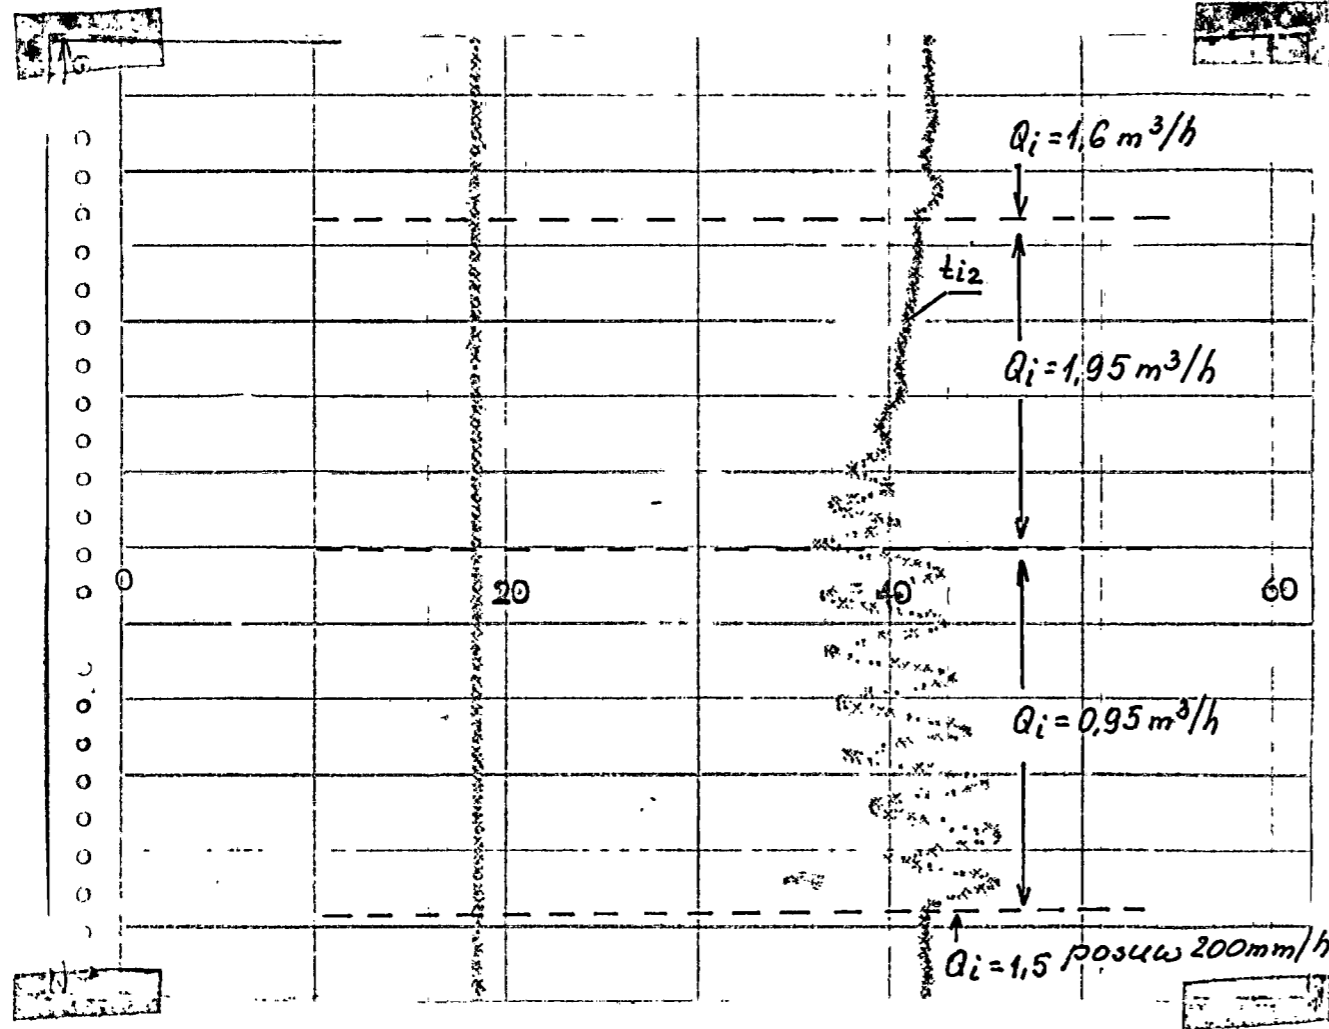 Qi = 1,6 m³/h
ti2
Qi = 1,95 m³/h
0 20 40 60
Qi = 0,95 m³/h
Qi = 1,5 posuw 200mm/h